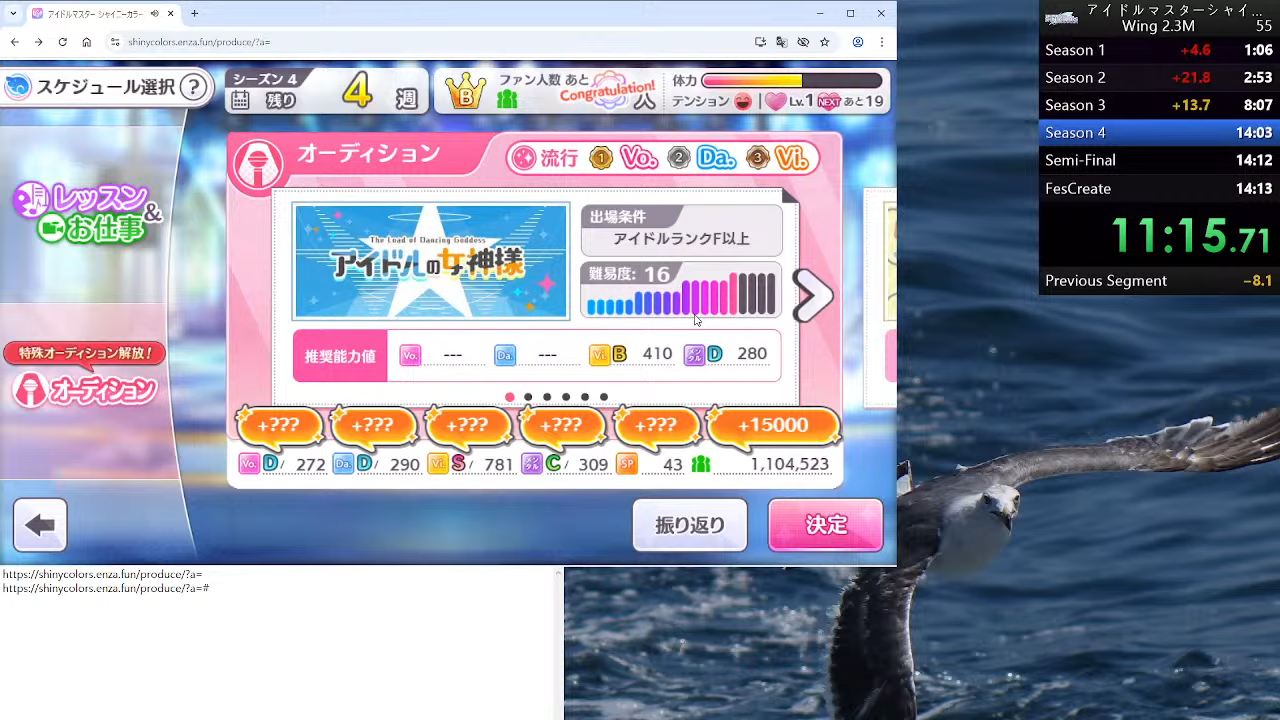 アイドルマスター シャイニーカラー
shinycolors.enza.fun/produce/?a=
スケジュール選択 ?
シーズン 4
残り 4 週
B ファン人数 あと Congratulation! 人
体力
テンション Lv.1 NEXT あと 19
レッスン
&
お仕事
特殊オーディション解放！
オーディション
オーディション
流行 1 Vo. 2 Da. 3 Vi.
The Lead of Dancing Goddess
アイドルの女神様
出場条件
アイドルランクF以上
難易度: 16
推奨能力値 Vo. --- Da. --- Vi. B 410 メンタル D 280
+??? +??? +??? +??? +??? +15000
Vo. D 272 Da. D 290 Vi. S 781 メンタル C 309 SP 43 1,104,523
振り返り 決定
https://shinycolors.enza.fun/produce/?a=
https://shinycolors.enza.fun/produce/?a=#
アイドルマスターシャイ...
Wing 2.3M 55
Season 1 +4.6 1:06
Season 2 +21.8 2:53
Season 3 +13.7 8:07
Season 4 14:03
Semi-Final 14:12
FesCreate 14:13
11:15.71
Previous Segment -8.1